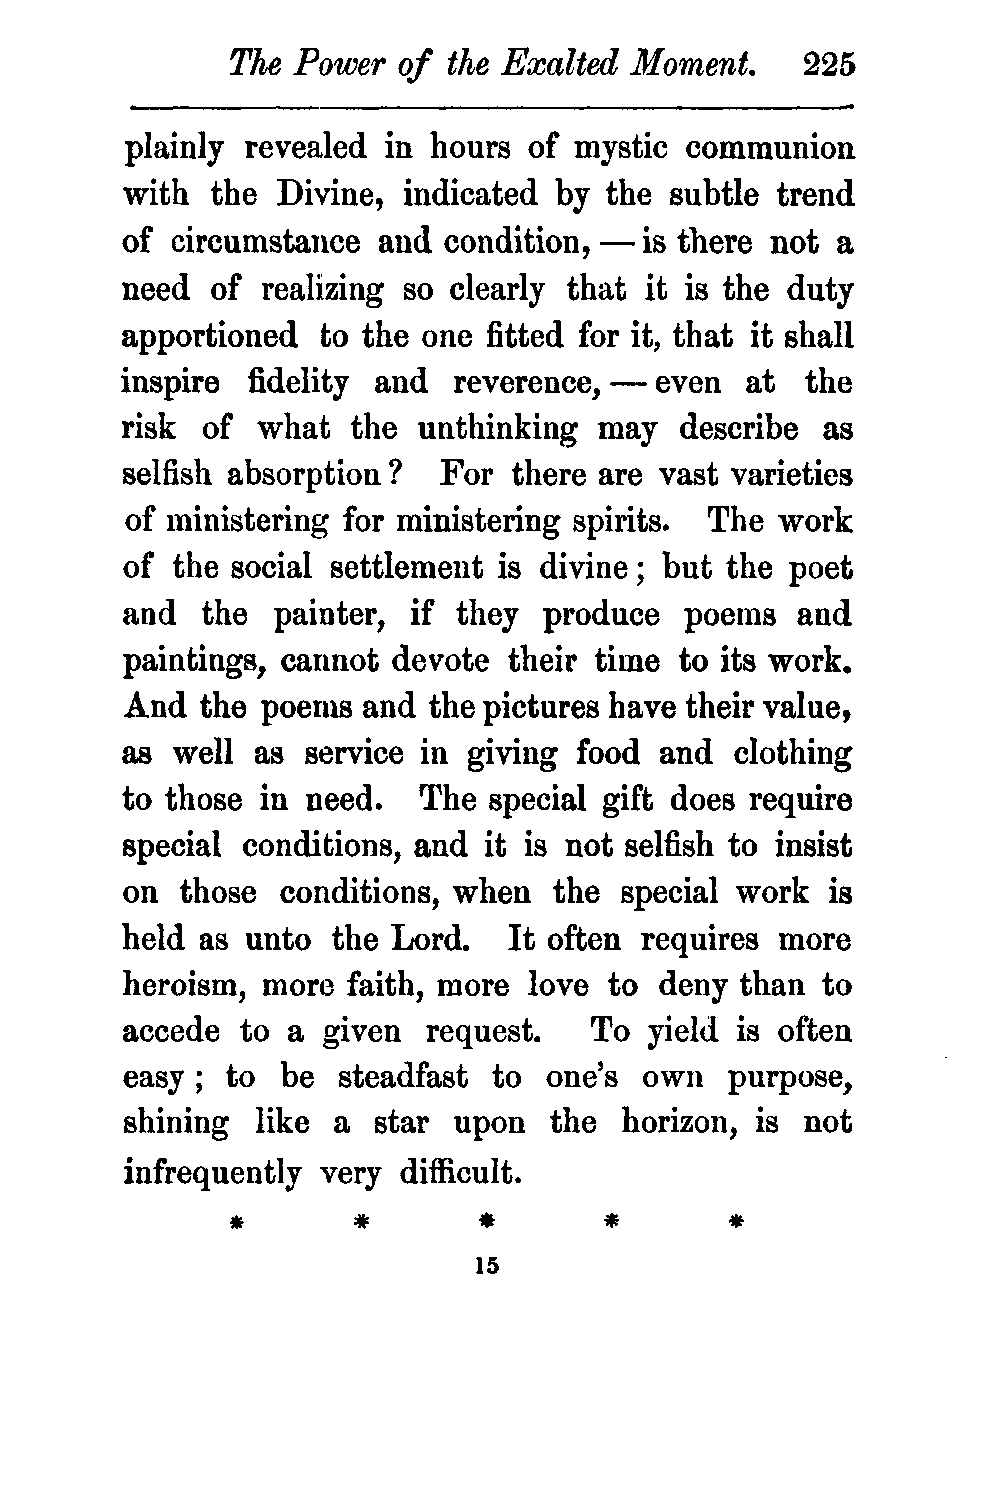 The Power of the Exalted Moment. 225
plainly revealed in hours of mystic communion
with the Divine, indicated by the subtle trend
of circumstance and condition, — is there not a
need of realizing so clearly that it is the duty
apportioned to the one fitted for it, that it shall
inspire fidelity and reverence, — even at the
risk of what the unthinking may describe as
selfish absorption ? For there are vast varieties
of ministering for ministering spirits. The work
of the social settlement is divine ; but the poet
and the painter, if they produce poems and
paintings, cannot devote their time to its work.
And the poems and the pictures have their value,
as well as service in giving food and clothing
to those in need. The special gift does require
special conditions, and it is not selfish to insist
on those conditions, when the special work is
held as unto the Lord. It often requires more
heroism, more faith, more love to deny than to
accede to a given request. To yield is often
easy ; to be steadfast to one's own purpose,
shining like a star upon the horizon, is not
infrequently very difficult.
* * * * *
15